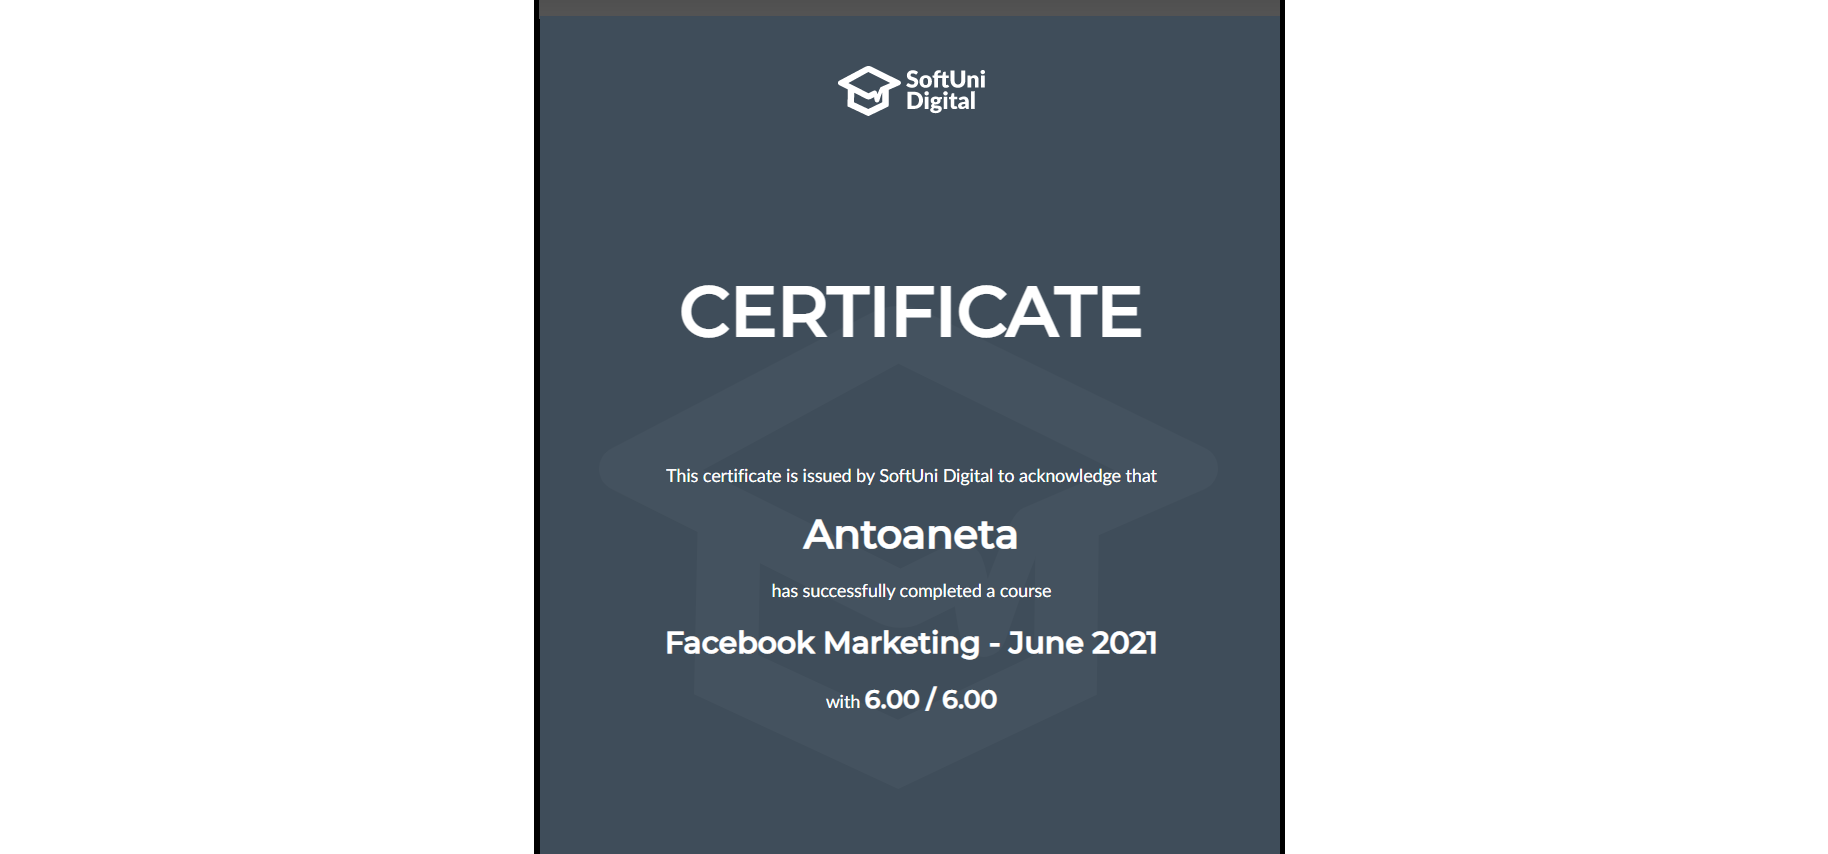 SoftUni
Digital
CERTIFICATE
This certificate is issued by SoftUni Digital to acknowledge that
Antoaneta
has successfully completed a course
Facebook Marketing - June 2021
with 6.00 / 6.00